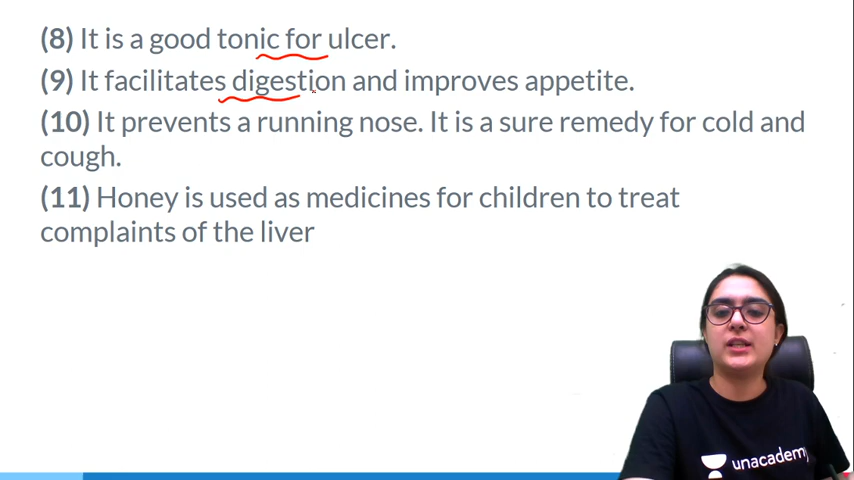 (8) It is a good tonic for ulcer.
(9) It facilitates digestion and improves appetite.
(10) It prevents a running nose. It is a sure remedy for cold and
cough.
(11) Honey is used as medicines for children to treat
complaints of the liver
unacademy